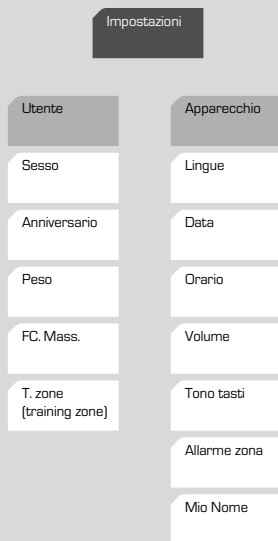 Impostazioni
Utente
Sesso
Anniversario
Peso
FC. Mass.
T. zone
(training zone)
Apparecchio
Lingue
Data
Orario
Volume
Tono tasti
Allarme zona
Mio Nome